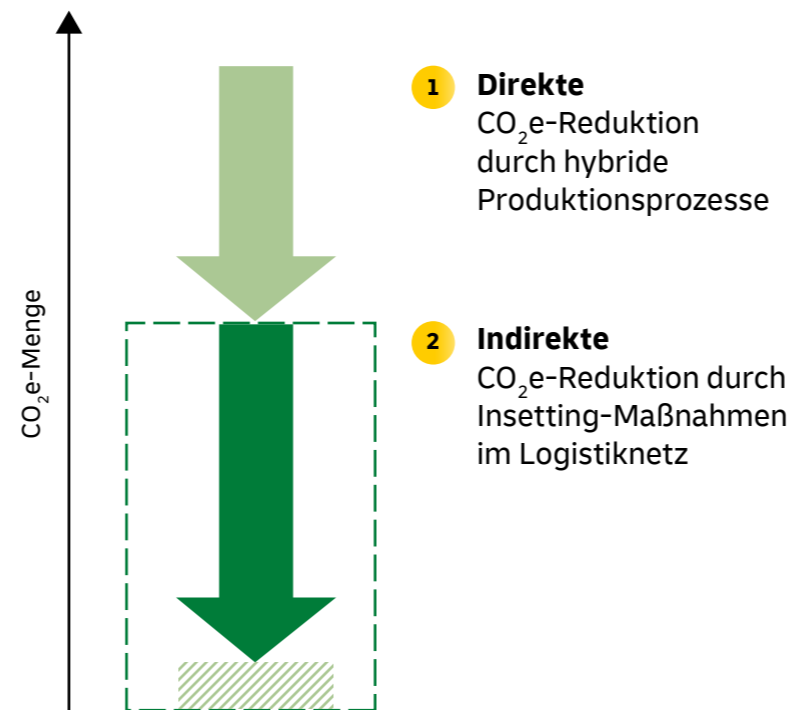 1
Direkte
CO₂e-Reduktion
durch hybride
Produktionsprozesse
CO₂e-Menge
2
Indirekte
CO₂e-Reduktion durch
Insetting-Maßnahmen
im Logistiknetz